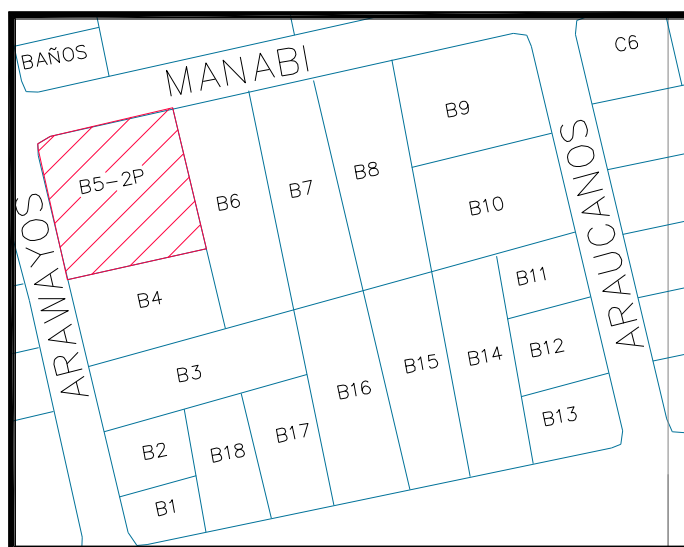 BAÑOS
MANABI
C6
B9
B5-2P
B6
B7
B8
B10
ARAUCANOS
ARAWAYOS
B4
B11
B3
B16
B15
B14
B12
B2
B18
B17
B13
B1